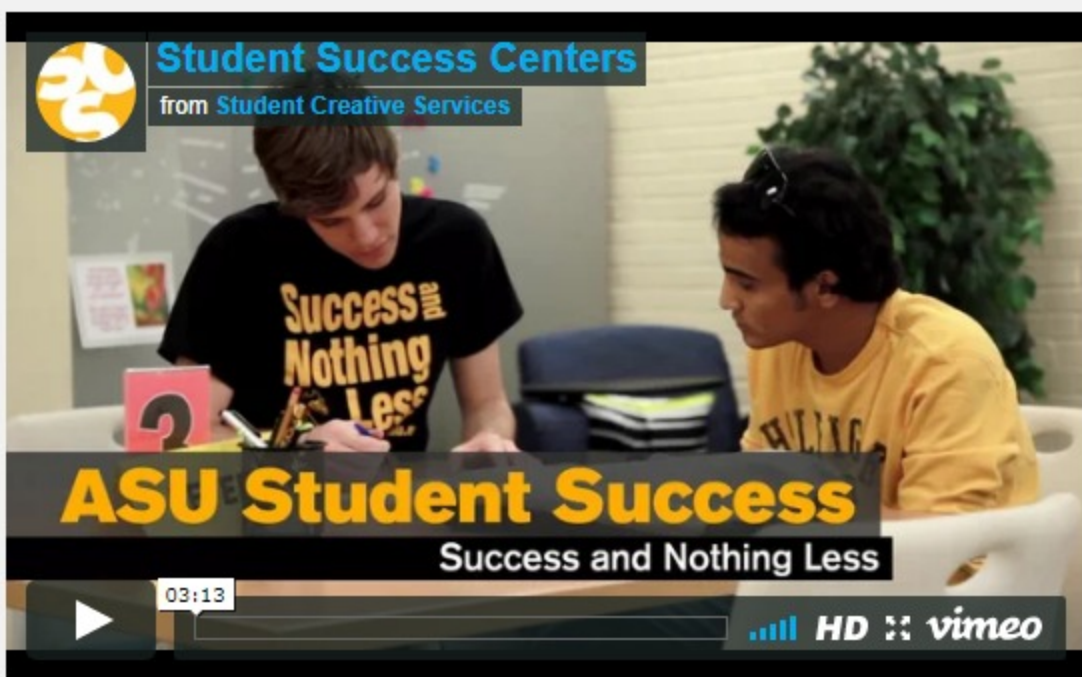 Student Success Centers
from Student Creative Services
sus
Success and
Nothing
Less
3
ASU Student Success
Success and Nothing Less
03:13
HD vimeo